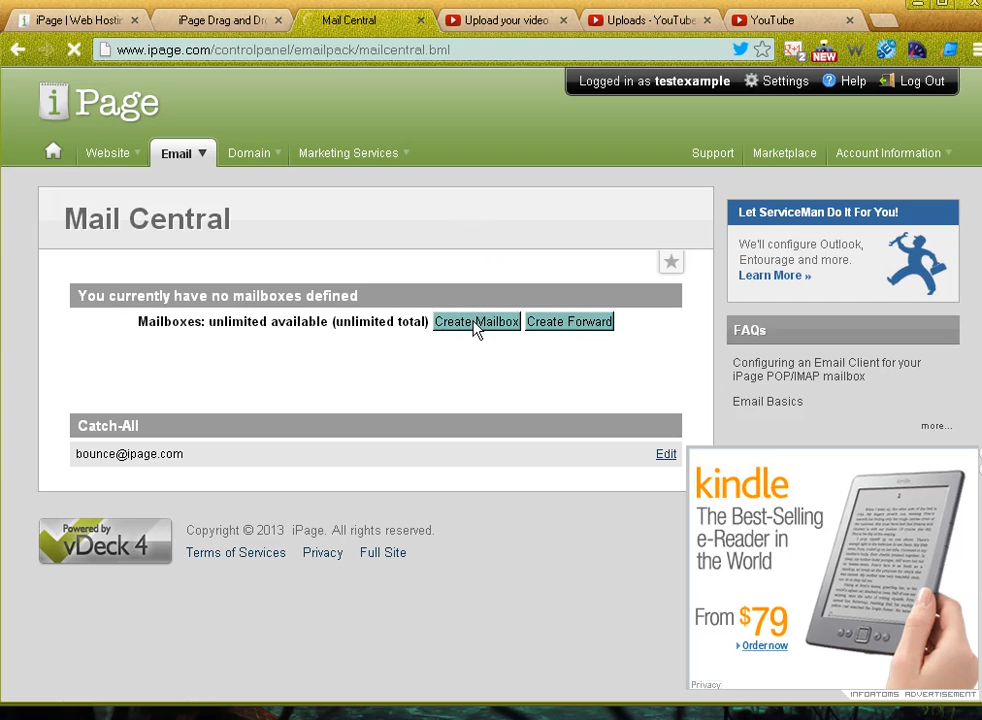 iPage | Web Hostin
iPage Drag and Dr
Mail Central
Upload your video
Uploads - YouTube
YouTube
www.ipage.com/controlpanel/emailpack/mailcentral.bml
2
NEW
W
Logged in as testexample
Settings
Help
Log Out
iPage
Website
Email
Domain
Marketing Services
Support
Marketplace
Account Information
Mail Central
You currently have no mailboxes defined
Mailboxes: unlimited available (unlimited total)
Create Mailbox
Create Forward
Catch-All
bounce@ipage.com
Edit
Let ServiceMan Do It For You!
We'll configure Outlook,
Entourage and more.
Learn More »
FAQs
Configuring an Email Client for your
iPage POP/IMAP mailbox
Email Basics
more...
kindle
The Best-Selling
e-Reader in
the World
From $79
Order now
Privacy
INFORTOMS ADVERTISEMENT
Powered by
vDeck 4
Copyright © 2013 iPage. All rights reserved.
Terms of Services
Privacy
Full Site